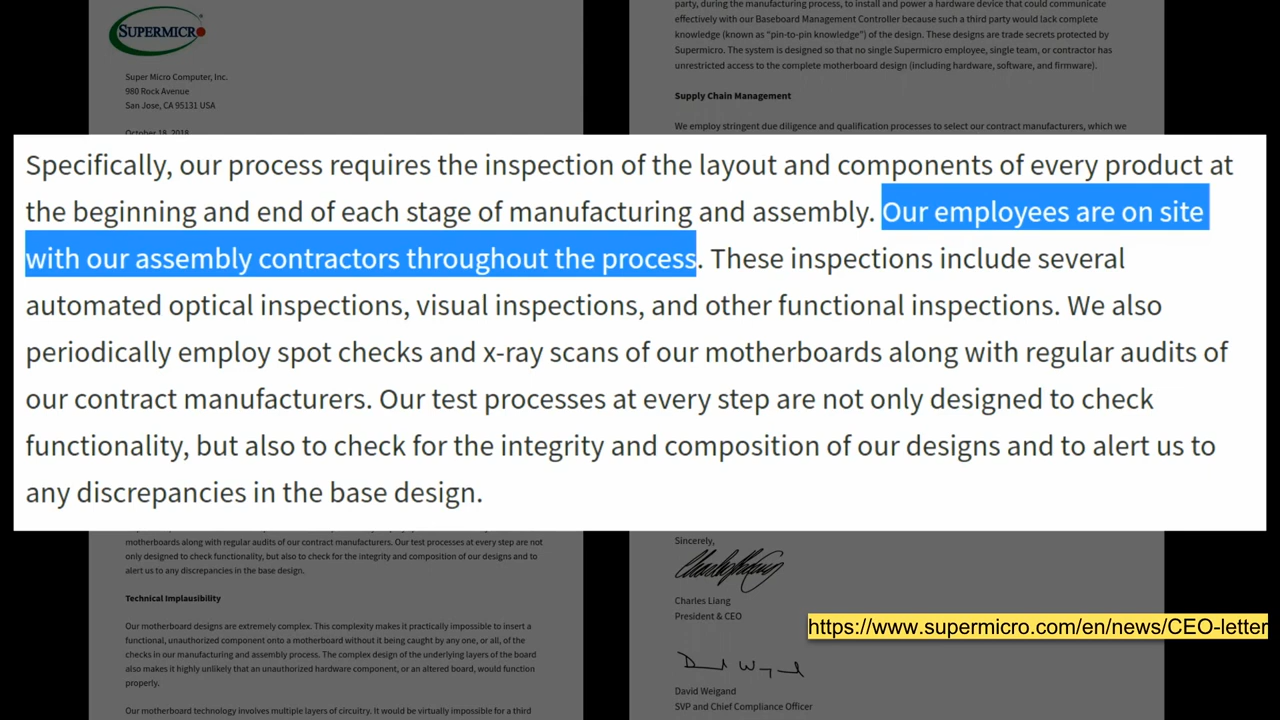 SUPERMICRO
Super Micro Computer, Inc.
980 Rock Avenue
San Jose, CA 95131 USA
October 18, 2018
party, during the manufacturing process, to install and power a hardware device that could communicate
effectively with our Baseboard Management Controller because such a third party would lack complete
knowledge (known as “pin-to-pin knowledge”) of the design. These designs are trade secrets protected by
Supermicro. The system is designed so that no single Supermicro employee, single team, or contractor has
unrestricted access to the complete motherboard design (including hardware, software, and firmware).
Supply Chain Management
We employ stringent due diligence and qualification processes to select our contract manufacturers, which we
Specifically, our process requires the inspection of the layout and components of every product at
the beginning and end of each stage of manufacturing and assembly. Our employees are on site
with our assembly contractors throughout the process. These inspections include several
automated optical inspections, visual inspections, and other functional inspections. We also
periodically employ spot checks and x-ray scans of our motherboards along with regular audits of
our contract manufacturers. Our test processes at every step are not only designed to check
functionality, but also to check for the integrity and composition of our designs and to alert us to
any discrepancies in the base design.
motherboards along with regular audits of our contract manufacturers. Our test processes at every step are not
only designed to check functionality, but also to check for the integrity and composition of our designs and to
alert us to any discrepancies in the base design.
Technical Implausibility
Our motherboard designs are extremely complex. This complexity makes it practically impossible to insert a
functional, unauthorized component onto a motherboard without it being caught by any one, or all, of the
checks in our manufacturing and assembly process. The complex design of the underlying layers of the board
also makes it highly unlikely that an unauthorized hardware component, or an altered board, would function
properly.
Our motherboard technology involves multiple layers of circuitry. It would be virtually impossible for a third
Sincerely,
Charles Liang
President & CEO
https://www.supermicro.com/en/news/CEO-letter
David Weigand
SVP and Chief Compliance Officer